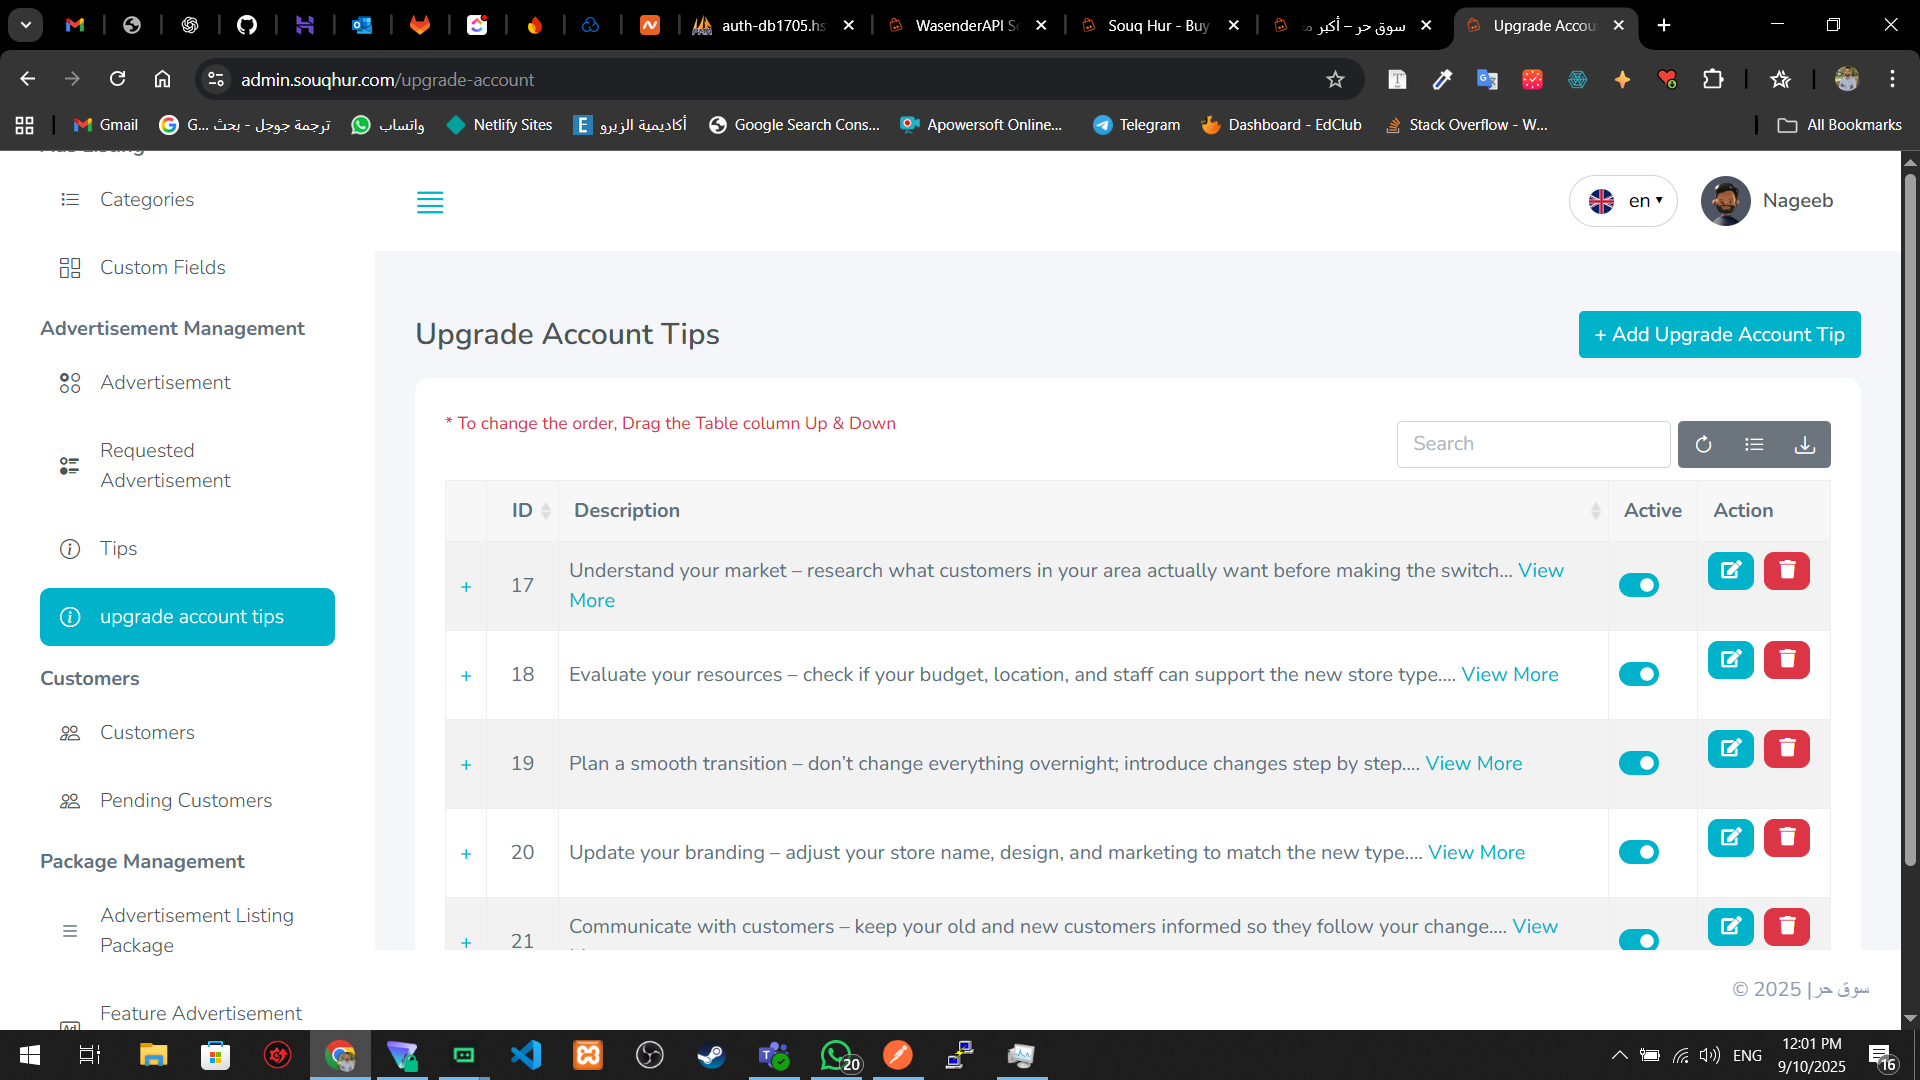 auth-db1705.hs
WasenderAPI Se
Souq Hur - Buy
سوق حر – أكبر م
Upgrade Accou
admin.souqhur.com/upgrade-account
Gmail
G... ترجمة جوجل - بحث
واتساب
Netlify Sites
أكاديمية الزيرو
Google Search Cons...
Apowersoft Online...
Telegram
Dashboard - EdClub
Stack Overflow - W...
All Bookmarks
Ads Listing
Categories
Custom Fields
Advertisement Management
Advertisement
Requested
Advertisement
Tips
upgrade account tips
Customers
Customers
Pending Customers
Package Management
Advertisement Listing
Package
Feature Advertisement
en
Nageeb
Upgrade Account Tips
+ Add Upgrade Account Tip
* To change the order, Drag the Table column Up & Down
Search
ID Description Active Action
+ 17 Understand your market – research what customers in your area actually want before making the switch... View
More
+ 18 Evaluate your resources – check if your budget, location, and staff can support the new store type.... View More
+ 19 Plan a smooth transition – don't change everything overnight; introduce changes step by step.... View More
+ 20 Update your branding – adjust your store name, design, and marketing to match the new type.... View More
+ 21 Communicate with customers – keep your old and new customers informed so they follow your change.... View
© 2025 |سوق حر
20
ENG
12:01 PM
9/10/2025
16